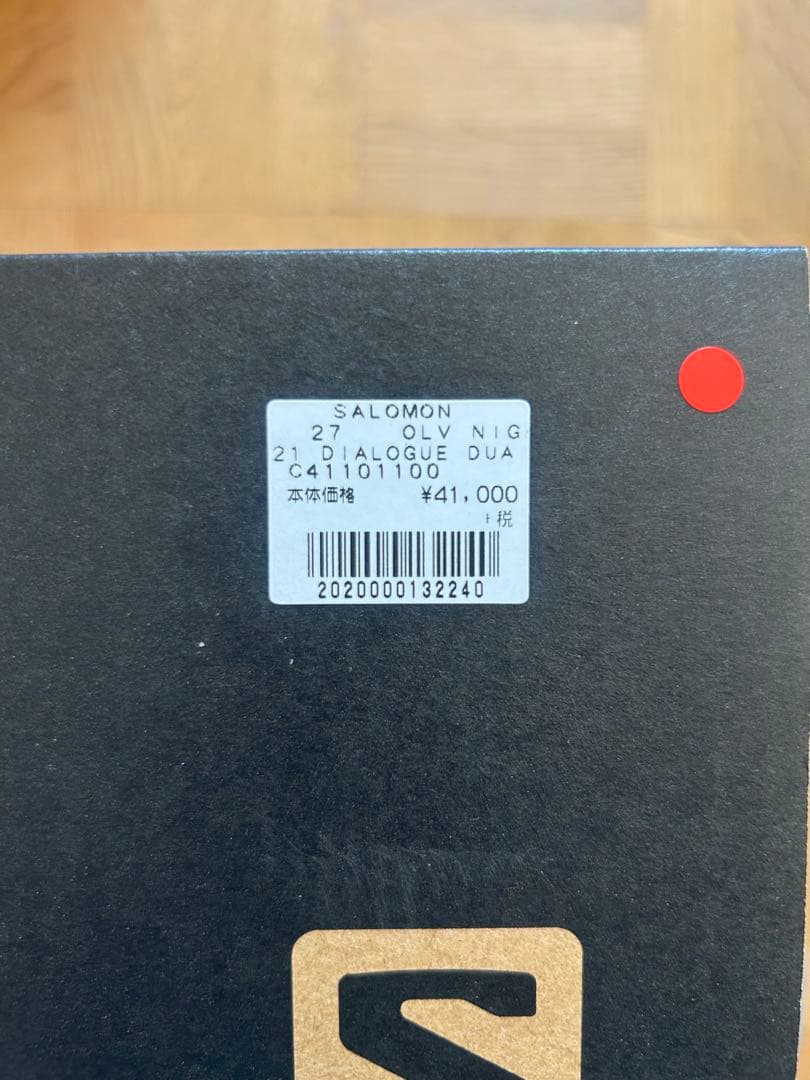 SALOMON
27 OLV NIG
21 DIALOGUE DUA
C41101100
本体価格 ¥41,000
+税
2020000132240